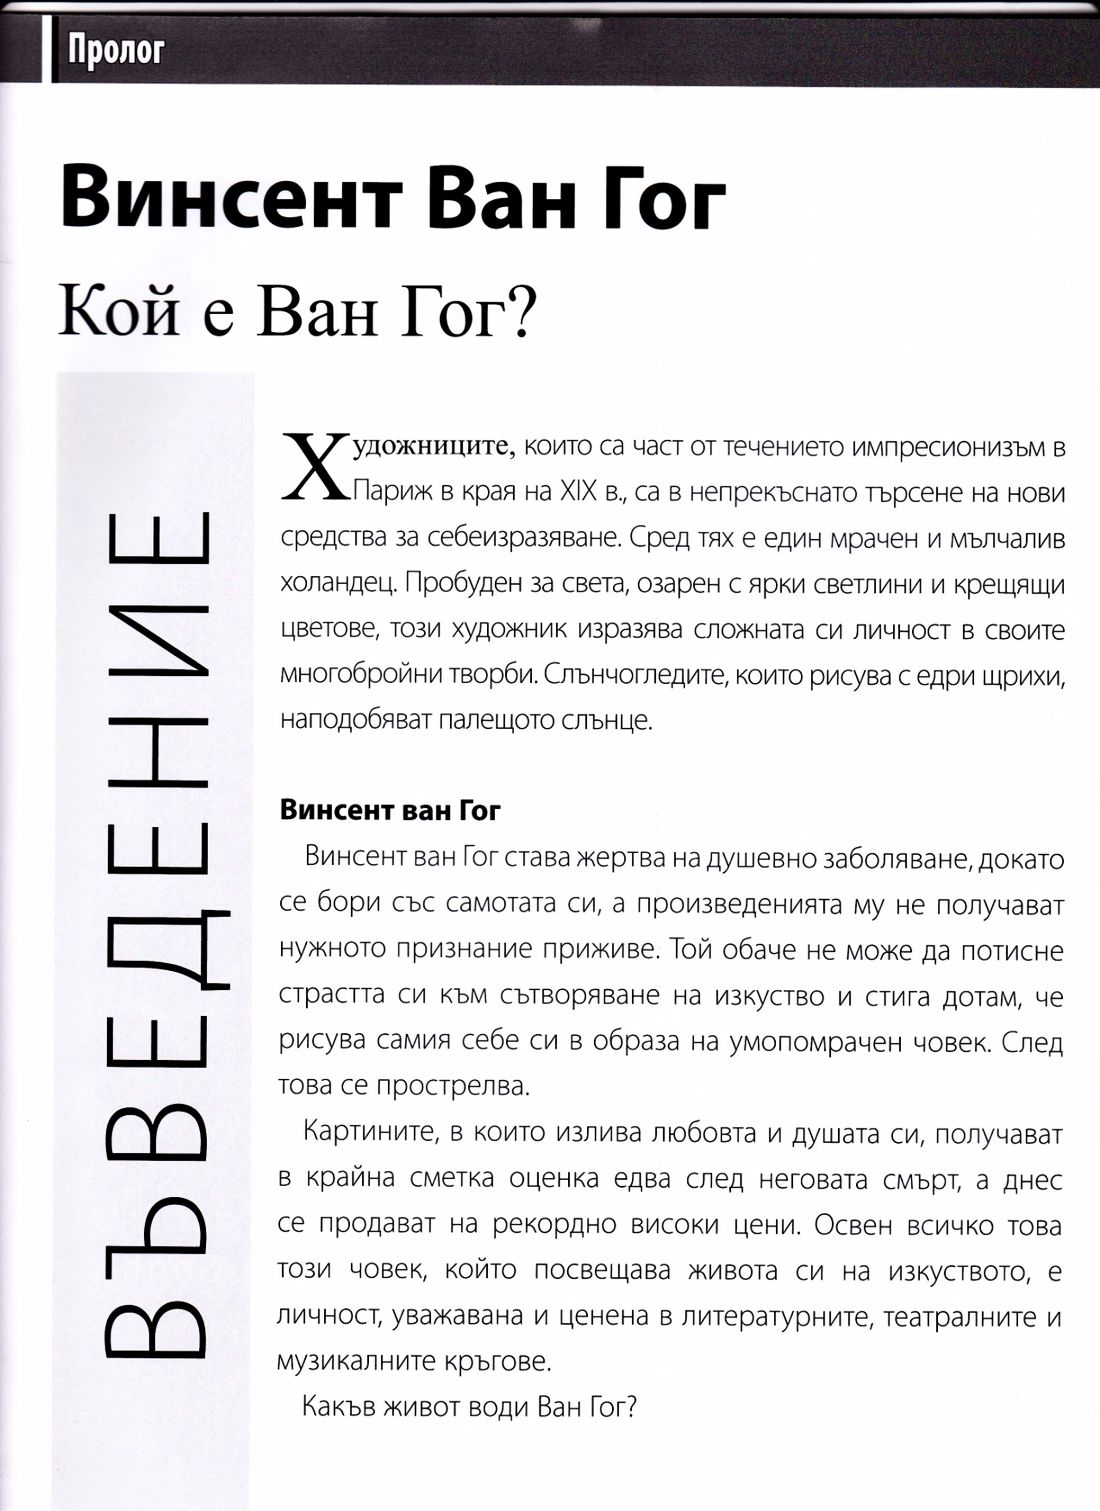 Пролог
Винсент Ван Гог
Кой е Ван Гог?
ВЪВЕДЕНИЕ
Художниците, които са част от течението импресионизъм в
Париж в края на XIX в., са в непрекъснато търсене на нови
средства за себеизразяване. Сред тях е един мрачен и мълчалив
холандец. Пробуден за света, озарен с ярки светлини и крещящи
цветове, този художник изразява сложната си личност в своите
многобройни творби. Слънчогледите, които рисува с едри щрихи,
наподобяват палещото слънце.
Винсент ван Гог
Винсент ван Гог става жертва на душевно заболяване, докато
се бори със самотата си, а произведенията му не получават
нужното признание приживе. Той обаче не може да потисне
страстта си към сътворяване на изкуство и стига дотам, че
рисува самия себе си в образа на умопомрачен човек. След
това се прострелва.
Картините, в които излива любовта и душата си, получават
в крайна сметка оценка едва след неговата смърт, а днес
се продават на рекордно високи цени. Освен всичко това
този човек, който посвещава живота си на изкуството, е
личност, уважавана и ценена в литературните, театралните и
музикалните кръгове.
Какъв живот води Ван Гог?